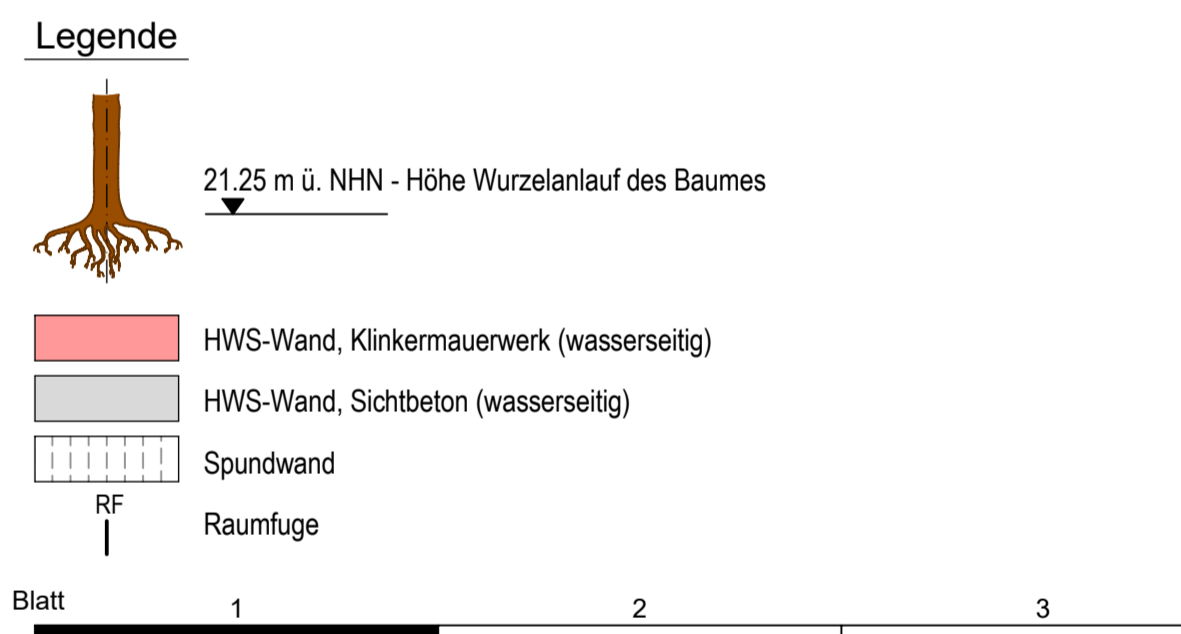 Legende
21.25 m ü. NHN - Höhe Wurzelanlauf des Baumes
HWS-Wand, Klinkermauerwerk (wasserseitig)
HWS-Wand, Sichtbeton (wasserseitig)
Spundwand
RF
Raumfuge
Blatt 1 2 3